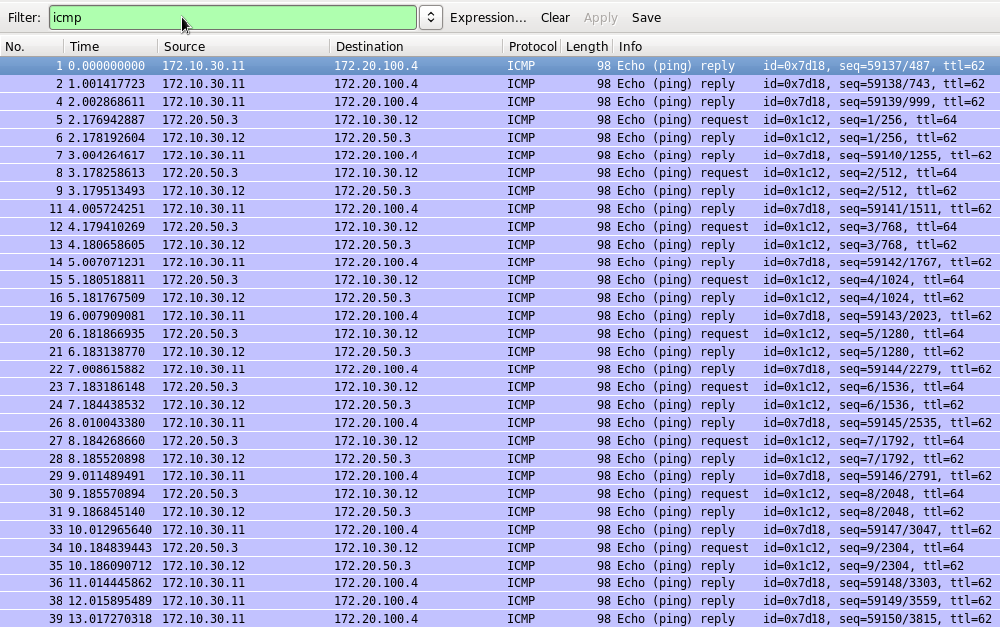 Filter: icmp Expression... Clear Apply Save
No. Time Source Destination Protocol Length Info
1 0.000000000 172.10.30.11 172.20.100.4 ICMP 98 Echo (ping) reply id=0x7d18, seq=59137/487, ttl=62
2 1.001417723 172.10.30.11 172.20.100.4 ICMP 98 Echo (ping) reply id=0x7d18, seq=59138/743, ttl=62
4 2.002868611 172.10.30.11 172.20.100.4 ICMP 98 Echo (ping) reply id=0x7d18, seq=59139/999, ttl=62
5 2.176942887 172.20.50.3 172.10.30.12 ICMP 98 Echo (ping) request id=0x1c12, seq=1/256, ttl=64
6 2.178192604 172.10.30.12 172.20.50.3 ICMP 98 Echo (ping) reply id=0x1c12, seq=1/256, ttl=62
7 3.004264617 172.10.30.11 172.20.100.4 ICMP 98 Echo (ping) reply id=0x7d18, seq=59140/1255, ttl=62
8 3.178258613 172.20.50.3 172.10.30.12 ICMP 98 Echo (ping) request id=0x1c12, seq=2/512, ttl=64
9 3.179513493 172.10.30.12 172.20.50.3 ICMP 98 Echo (ping) reply id=0x1c12, seq=2/512, ttl=62
11 4.005724251 172.10.30.11 172.20.100.4 ICMP 98 Echo (ping) reply id=0x7d18, seq=59141/1511, ttl=62
12 4.179410269 172.20.50.3 172.10.30.12 ICMP 98 Echo (ping) request id=0x1c12, seq=3/768, ttl=64
13 4.180658605 172.10.30.12 172.20.50.3 ICMP 98 Echo (ping) reply id=0x1c12, seq=3/768, ttl=62
14 5.007071231 172.10.30.11 172.20.100.4 ICMP 98 Echo (ping) reply id=0x7d18, seq=59142/1767, ttl=62
15 5.180518811 172.20.50.3 172.10.30.12 ICMP 98 Echo (ping) request id=0x1c12, seq=4/1024, ttl=64
16 5.181767509 172.10.30.12 172.20.50.3 ICMP 98 Echo (ping) reply id=0x1c12, seq=4/1024, ttl=62
19 6.007909081 172.10.30.11 172.20.100.4 ICMP 98 Echo (ping) reply id=0x7d18, seq=59143/2023, ttl=62
20 6.181866935 172.20.50.3 172.10.30.12 ICMP 98 Echo (ping) request id=0x1c12, seq=5/1280, ttl=64
21 6.183138770 172.10.30.12 172.20.50.3 ICMP 98 Echo (ping) reply id=0x1c12, seq=5/1280, ttl=62
22 7.008615882 172.10.30.11 172.20.100.4 ICMP 98 Echo (ping) reply id=0x7d18, seq=59144/2279, ttl=62
23 7.183186148 172.20.50.3 172.10.30.12 ICMP 98 Echo (ping) request id=0x1c12, seq=6/1536, ttl=64
24 7.184438532 172.10.30.12 172.20.50.3 ICMP 98 Echo (ping) reply id=0x1c12, seq=6/1536, ttl=62
26 8.010043380 172.10.30.11 172.20.100.4 ICMP 98 Echo (ping) reply id=0x7d18, seq=59145/2535, ttl=62
27 8.184268660 172.20.50.3 172.10.30.12 ICMP 98 Echo (ping) request id=0x1c12, seq=7/1792, ttl=64
28 8.185520898 172.10.30.12 172.20.50.3 ICMP 98 Echo (ping) reply id=0x1c12, seq=7/1792, ttl=62
29 9.011489491 172.10.30.11 172.20.100.4 ICMP 98 Echo (ping) reply id=0x7d18, seq=59146/2791, ttl=62
30 9.185570894 172.20.50.3 172.10.30.12 ICMP 98 Echo (ping) request id=0x1c12, seq=8/2048, ttl=64
31 9.186845140 172.10.30.12 172.20.50.3 ICMP 98 Echo (ping) reply id=0x1c12, seq=8/2048, ttl=62
33 10.012965640 172.10.30.11 172.20.100.4 ICMP 98 Echo (ping) reply id=0x7d18, seq=59147/3047, ttl=62
34 10.184839443 172.20.50.3 172.10.30.12 ICMP 98 Echo (ping) request id=0x1c12, seq=9/2304, ttl=64
35 10.186090712 172.10.30.12 172.20.50.3 ICMP 98 Echo (ping) reply id=0x1c12, seq=9/2304, ttl=62
36 11.014445862 172.10.30.11 172.20.100.4 ICMP 98 Echo (ping) reply id=0x7d18, seq=59148/3303, ttl=62
38 12.015895489 172.10.30.11 172.20.100.4 ICMP 98 Echo (ping) reply id=0x7d18, seq=59149/3559, ttl=62
39 13.017270318 172.10.30.11 172.20.100.4 ICMP 98 Echo (ping) reply id=0x7d18, seq=59150/3815, ttl=62